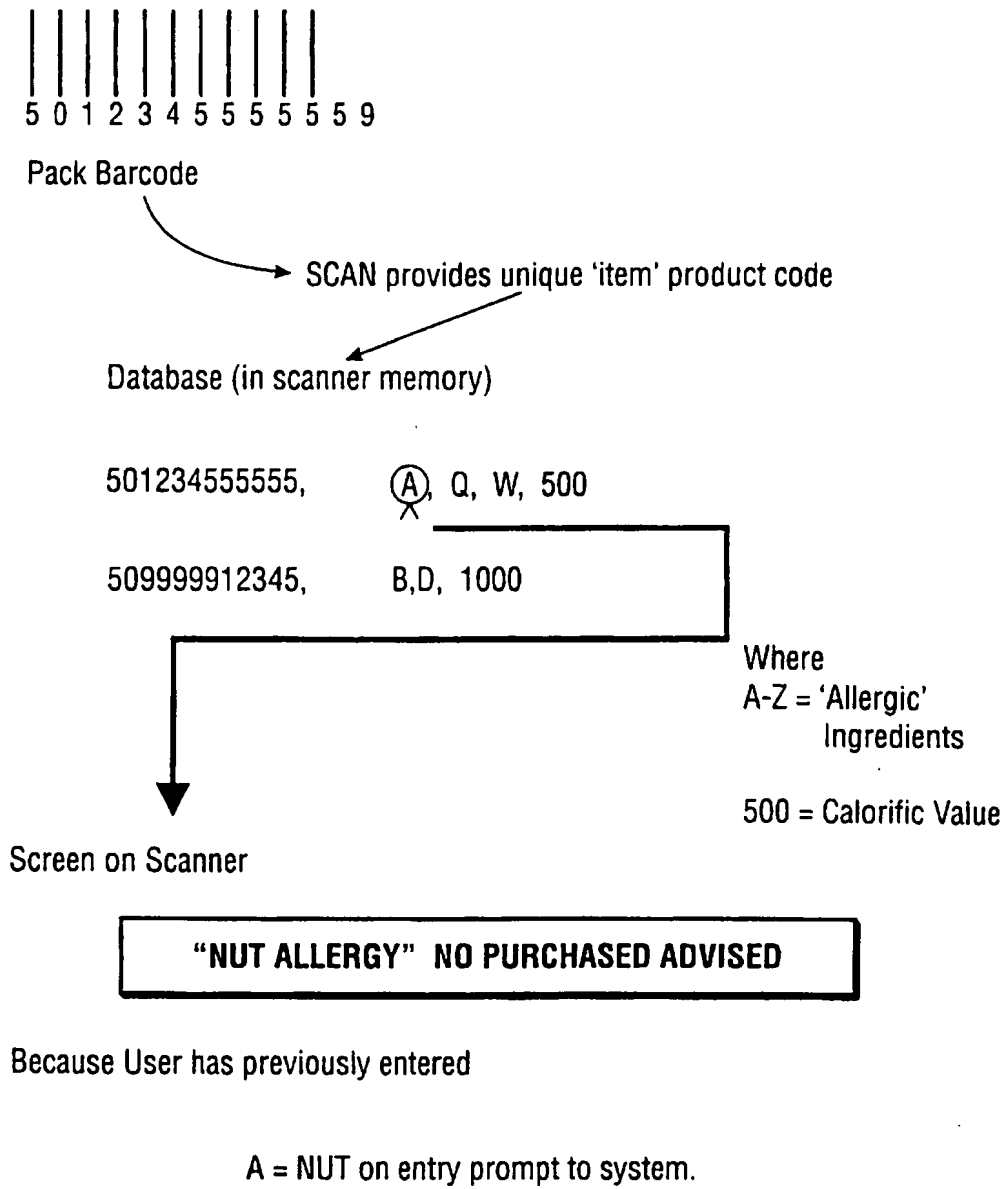 5 0 1 2 3 4 5 5 5 5 5 5 9
Pack Barcode
SCAN provides unique ‘item’ product code
Database (in scanner memory)
501234555555, A, Q, W, 500
509999912345, B,D, 1000
Where
A-Z = ‘Allergic’
Ingredients
500 = Calorific Value
Screen on Scanner
“NUT ALLERGY” NO PURCHASED ADVISED
Because User has previously entered
A = NUT on entry prompt to system.